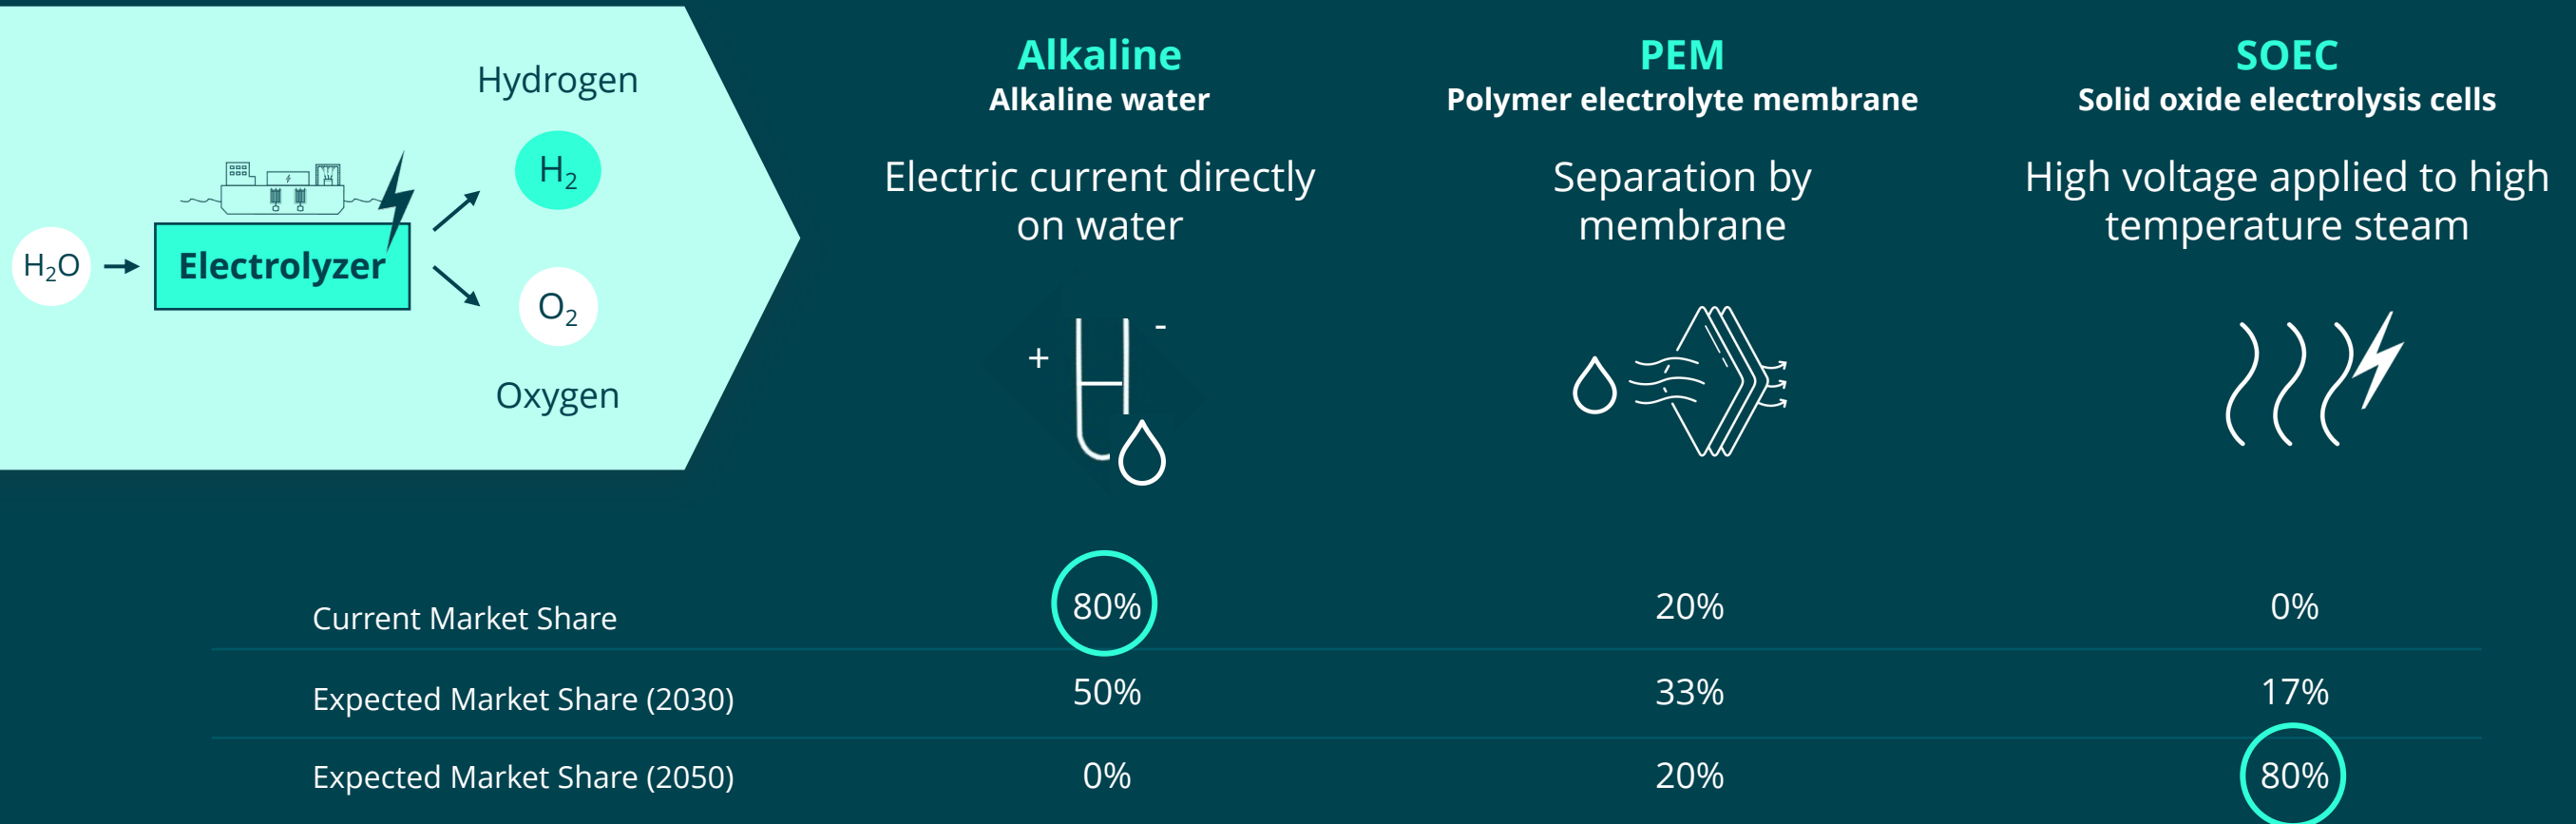 Hydrogen
H₂
H₂O
Electrolyzer
O₂
Oxygen
Alkaline
Alkaline water
Electric current directly
on water
+
-
PEM
Polymer electrolyte membrane
Separation by
membrane
SOEC
Solid oxide electrolysis cells
High voltage applied to high
temperature steam
Current Market Share 80% 20% 0%
Expected Market Share (2030) 50% 33% 17%
Expected Market Share (2050) 0% 20% 80%